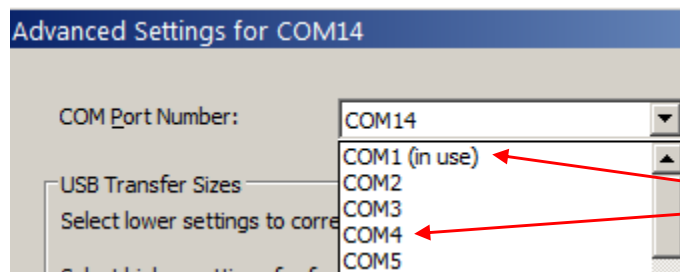 Advanced Settings for COM14
COM Port Number:
COM14
COM1 (in use)
COM2
COM3
COM4
COM5
USB Transfer Sizes
Select lower settings to corre